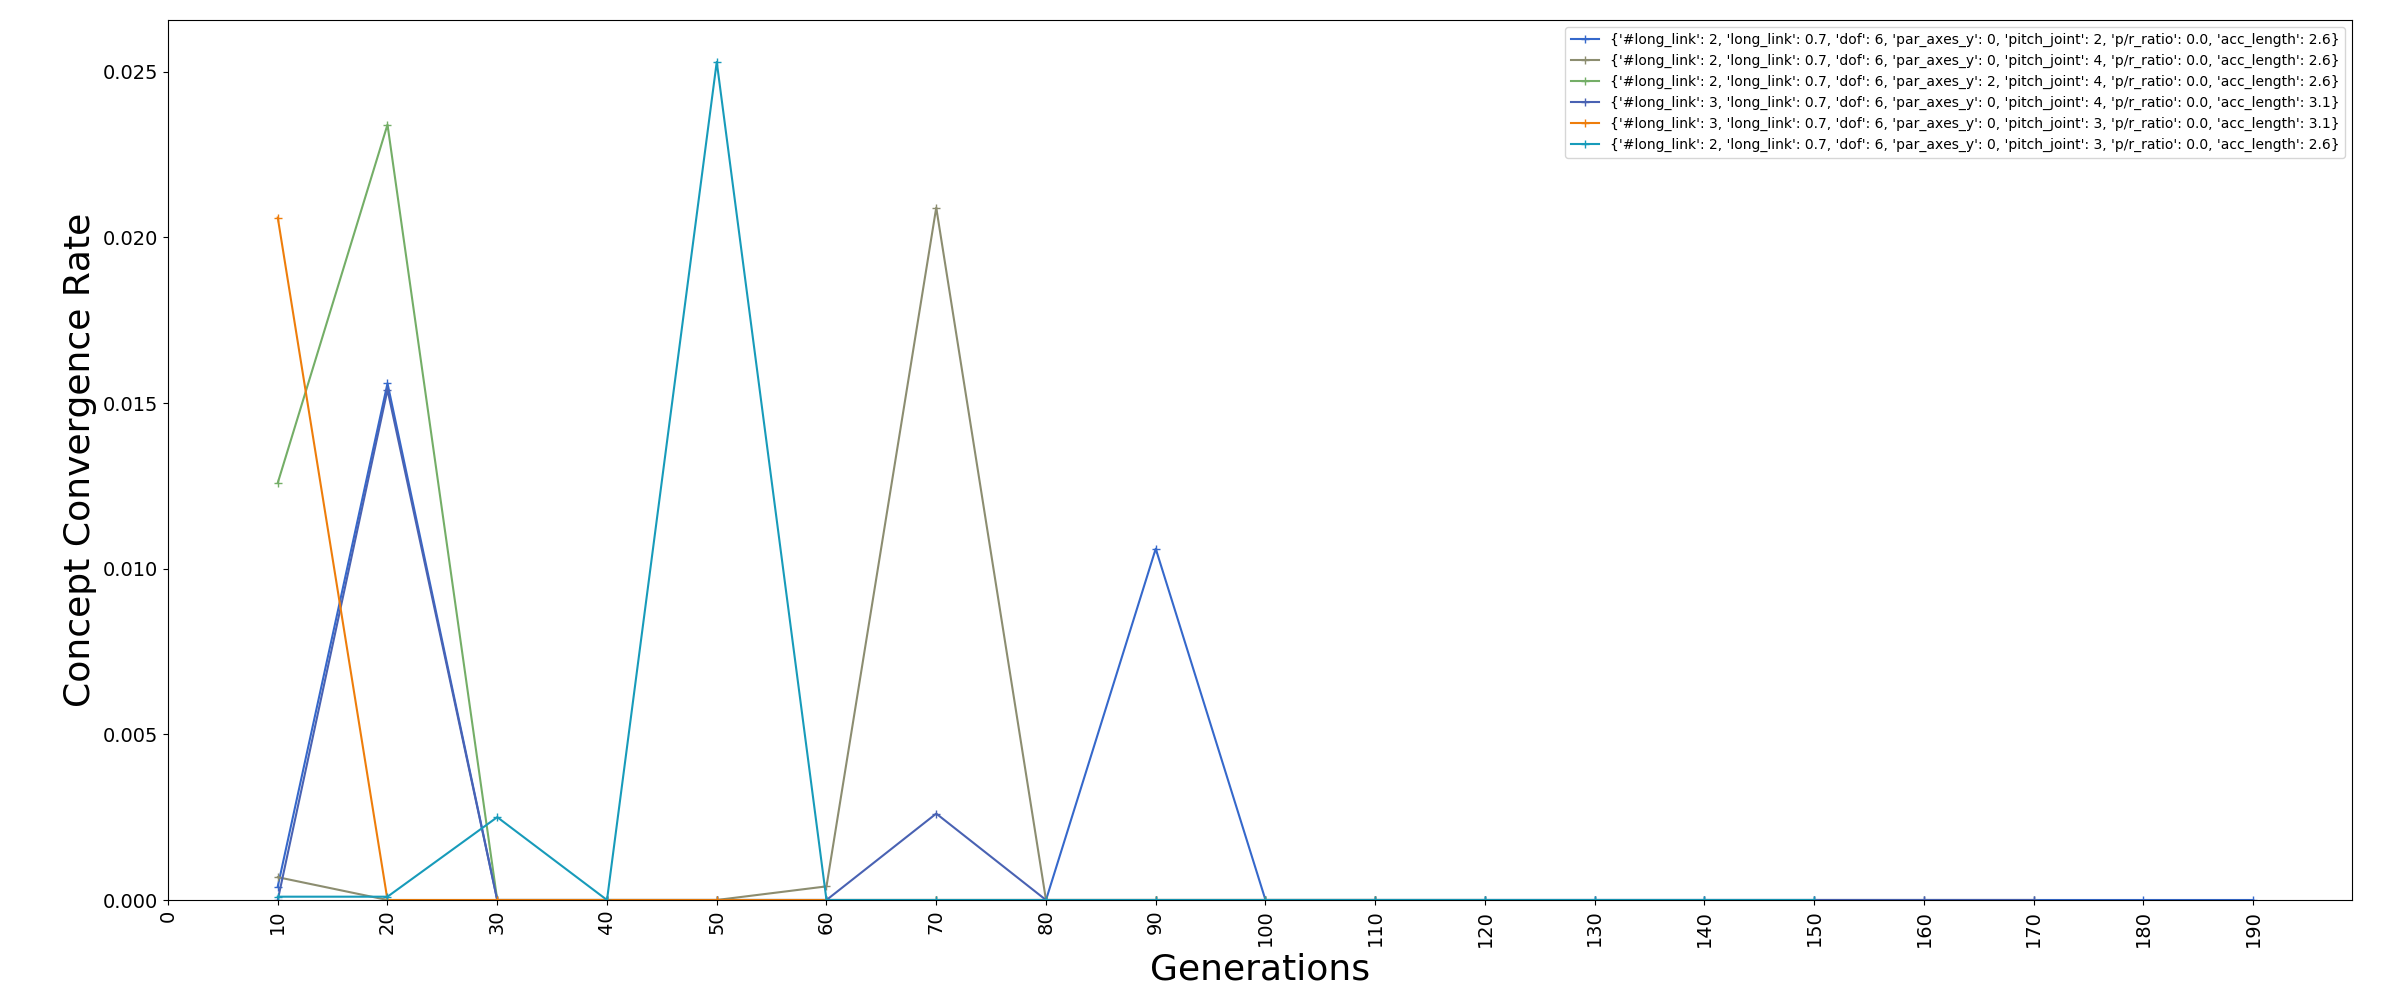 {'#long_link': 2, 'long_link': 0.7, 'dof': 6, 'par_axes_y': 0, 'pitch_joint': 2, 'p/r_ratio': 0.0, 'acc_length': 2.6}
{'#long_link': 2, 'long_link': 0.7, 'dof': 6, 'par_axes_y': 0, 'pitch_joint': 4, 'p/r_ratio': 0.0, 'acc_length': 2.6}
{'#long_link': 2, 'long_link': 0.7, 'dof': 6, 'par_axes_y': 2, 'pitch_joint': 4, 'p/r_ratio': 0.0, 'acc_length': 2.6}
{'#long_link': 3, 'long_link': 0.7, 'dof': 6, 'par_axes_y': 0, 'pitch_joint': 4, 'p/r_ratio': 0.0, 'acc_length': 3.1}
{'#long_link': 3, 'long_link': 0.7, 'dof': 6, 'par_axes_y': 0, 'pitch_joint': 3, 'p/r_ratio': 0.0, 'acc_length': 3.1}
{'#long_link': 2, 'long_link': 0.7, 'dof': 6, 'par_axes_y': 0, 'pitch_joint': 3, 'p/r_ratio': 0.0, 'acc_length': 2.6}
Concept Convergence Rate
0.025
0.020
0.015
0.010
0.005
0.000
0 10 20 30 40 50 60 70 80 90 100 110 120 130 140 150 160 170 180 190
Generations